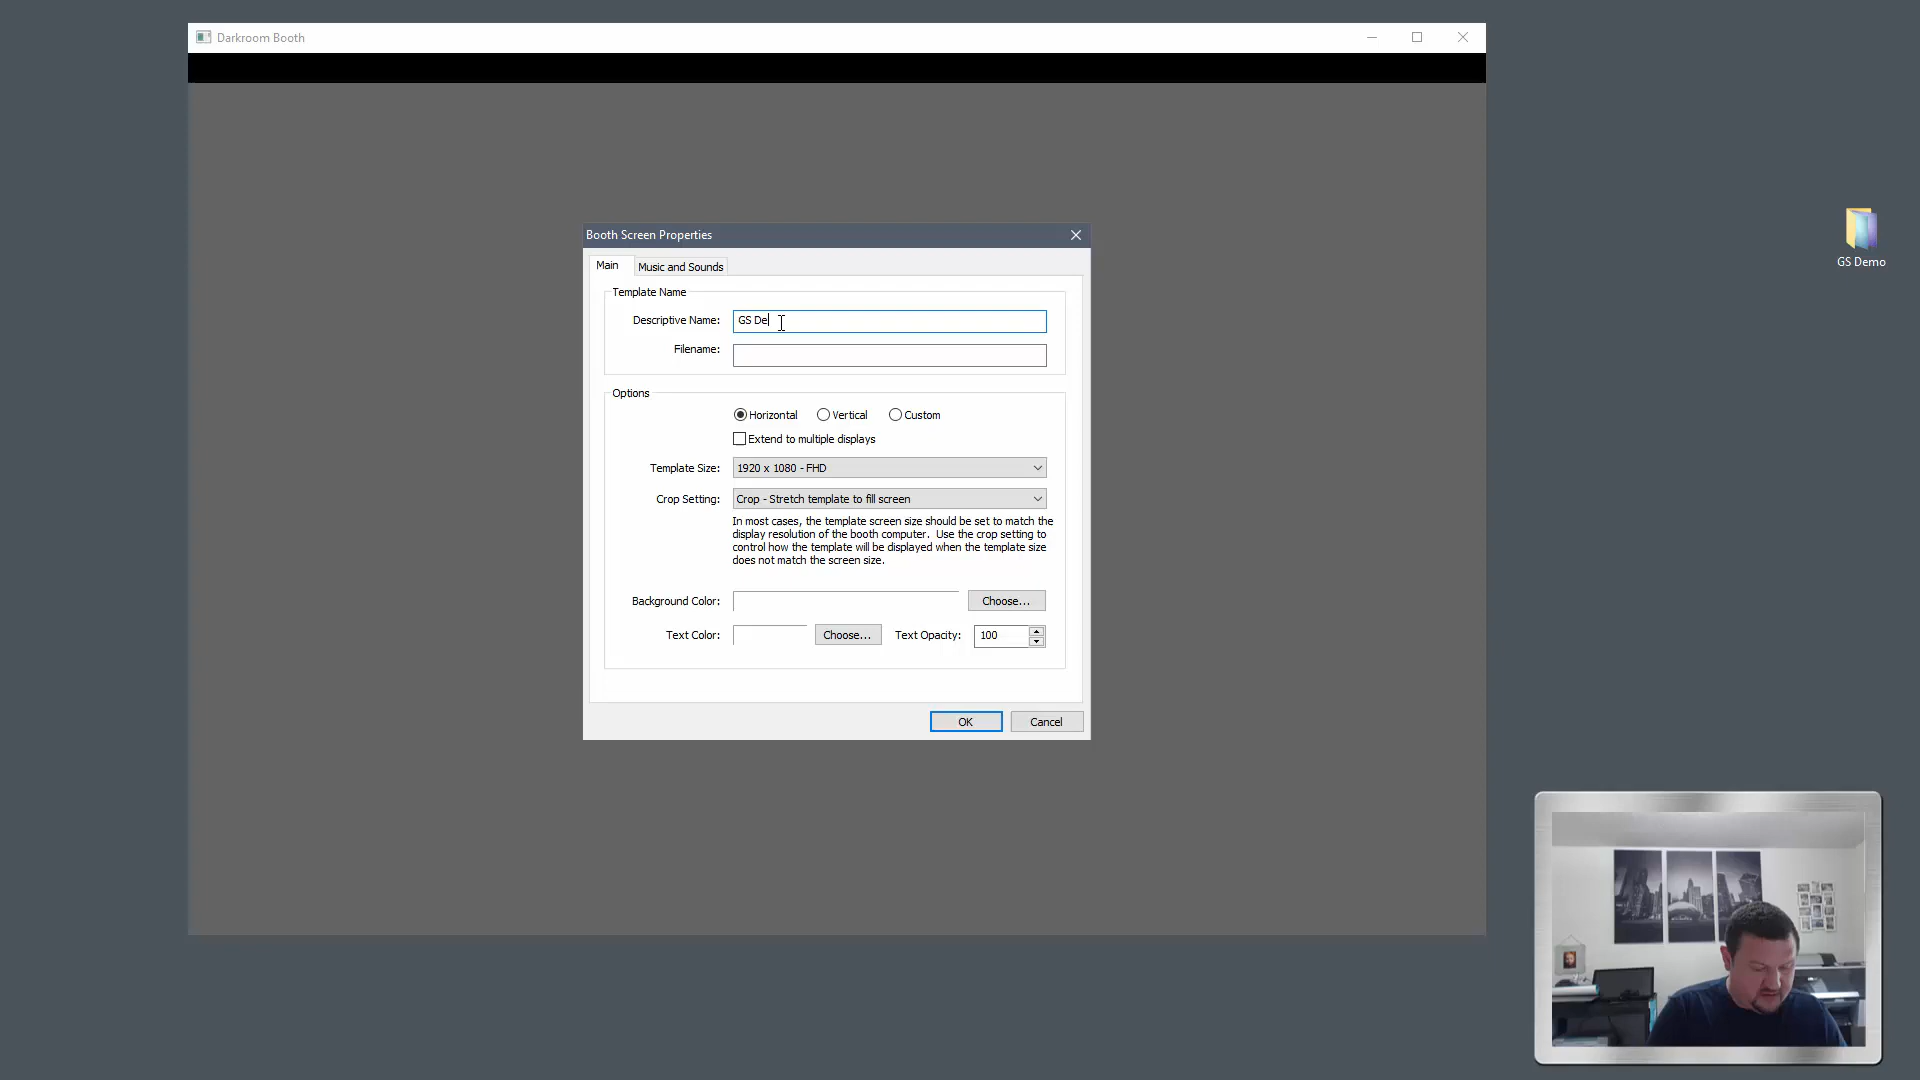 Darkroom Booth
Booth Screen Properties
Main
Music and Sounds
Template Name
Descriptive Name:
GS De
Filename:
Options
Horizontal
Vertical
Custom
Extend to multiple displays
Template Size:
1920 x 1080 - FHD
Crop Setting:
Crop - Stretch template to fill screen
In most cases, the template screen size should be set to match the
display resolution of the booth computer. Use the crop setting to
control how the template will be displayed when the template size
does not match the screen size.
Background Color:
Choose...
Text Color:
Choose...
Text Opacity:
100
OK
Cancel
GS Demo